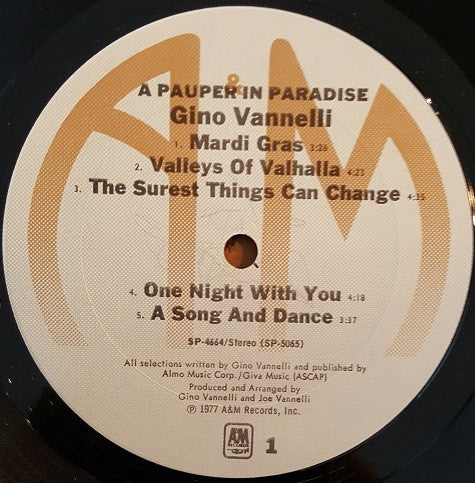 A&M
A PAUPER IN PARADISE
Gino Vannelli
1. Mardi Gras 3:26
2. Valleys Of Valhalla 4:23
3. The Surest Things Can Change 4:35
4. One Night With You 4:18
5. A Song And Dance 3:37
SP-4664/Stereo (SP-5065)
All selections written by Gino Vannelli and published by
Almo Music Corp./Giva Music (ASCAP)
Produced and Arranged by
Gino Vannelli and Joe Vannelli
℗ 1977 A&M Records, Inc.
A&M
RECORDS
1